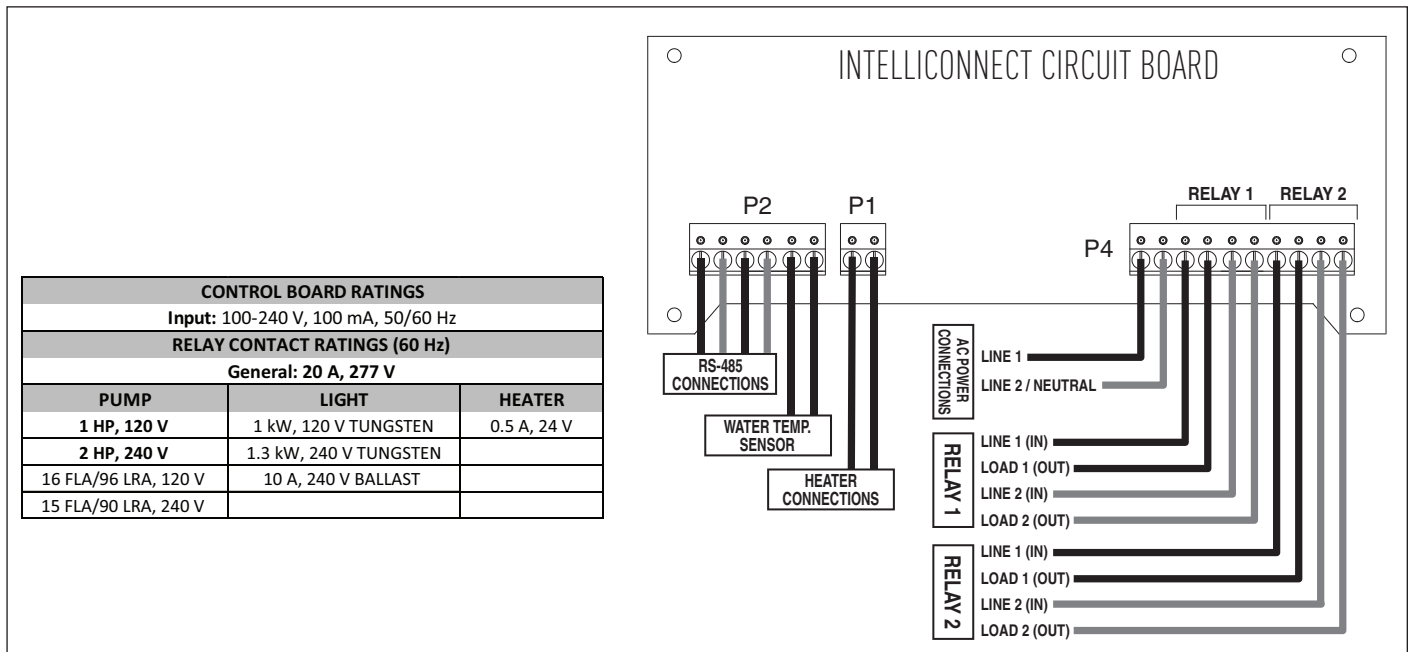 INTELLICONNECT CIRCUIT BOARD
RELAY 1 RELAY 2
P2 P1
P4
CONTROL BOARD RATINGS
Input: 100-240 V, 100 mA, 50/60 Hz
RELAY CONTACT RATINGS (60 Hz)
General: 20 A, 277 V
PUMP LIGHT HEATER
1 HP, 120 V 1 kW, 120 V TUNGSTEN 0.5 A, 24 V
2 HP, 240 V 1.3 kW, 240 V TUNGSTEN
16 FLA/96 LRA, 120 V 10 A, 240 V BALLAST
15 FLA/90 LRA, 240 V
RS-485
CONNECTIONS
WATER TEMP.
SENSOR
HEATER
CONNECTIONS
AC POWER
CONNECTIONS
LINE 1
LINE 2 / NEUTRAL
RELAY 1
LINE 1 (IN)
LOAD 1 (OUT)
LINE 2 (IN)
LOAD 2 (OUT)
RELAY 2
LINE 1 (IN)
LOAD 1 (OUT)
LINE 2 (IN)
LOAD 2 (OUT)